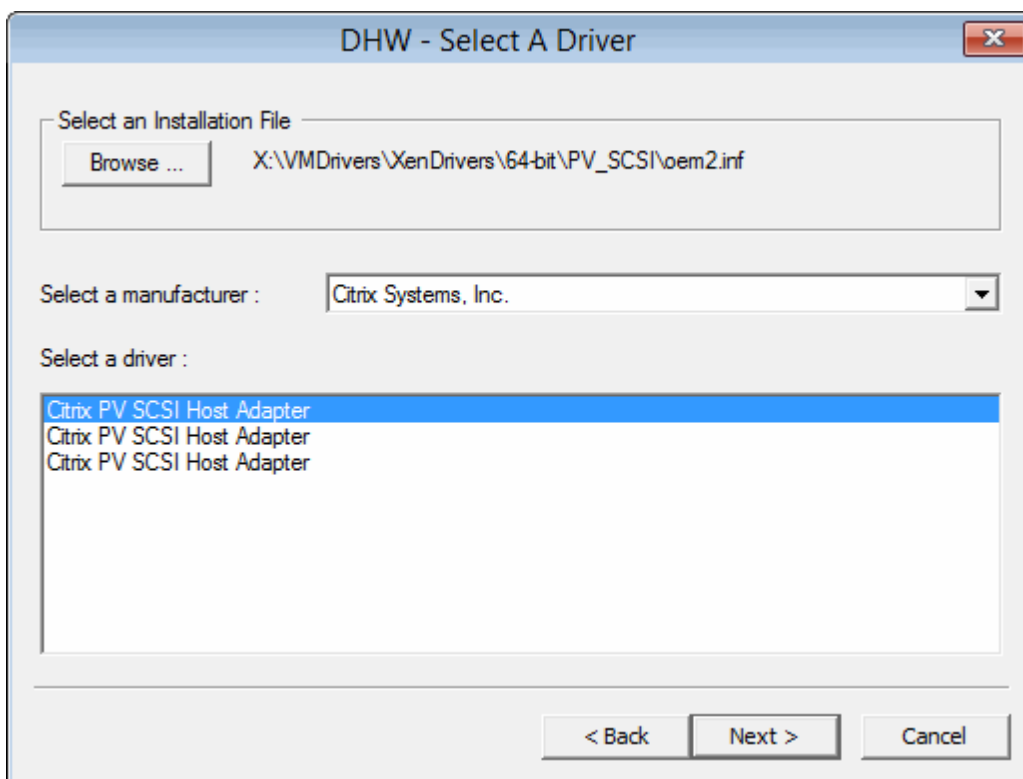 DHW - Select A Driver
Select an Installation File
Browse ...
X:\VMDrivers\XenDrivers\64-bit\PV_SCSI\oem2.inf
Select a manufacturer :
Citrix Systems, Inc.
Select a driver :
Citrix PV SCSI Host Adapter
Citrix PV SCSI Host Adapter
Citrix PV SCSI Host Adapter
< Back
Next >
Cancel